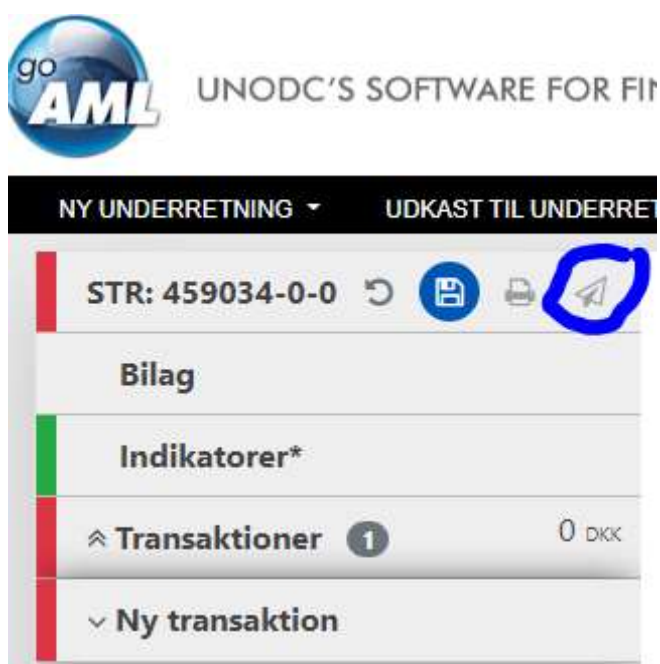 go
AML
UNODC'S SOFTWARE FOR FIN
NY UNDERRETNING UDKAST TIL UNDERRET
STR: 459034-0-0
Bilag
Indikatorer*
Transaktioner 1 0 DKK
Ny transaktion